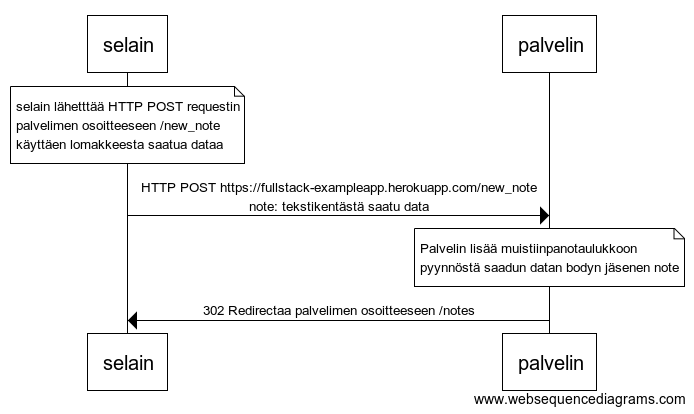 selain
palvelin
selain lähetttää HTTP POST requestin
palvelimen osoitteeseen /new_note
käyttäen lomakkeesta saatua dataa
HTTP POST https://fullstack-exampleapp.herokuapp.com/new_note
note: tekstikentästä saatu data
Palvelin lisää muistiinpanotaulukkoon
pyynnöstä saadun datan bodyn jäsenen note
302 Redirectaa palvelimen osoitteeseen /notes
selain
palvelin
www.websequencediagrams.com